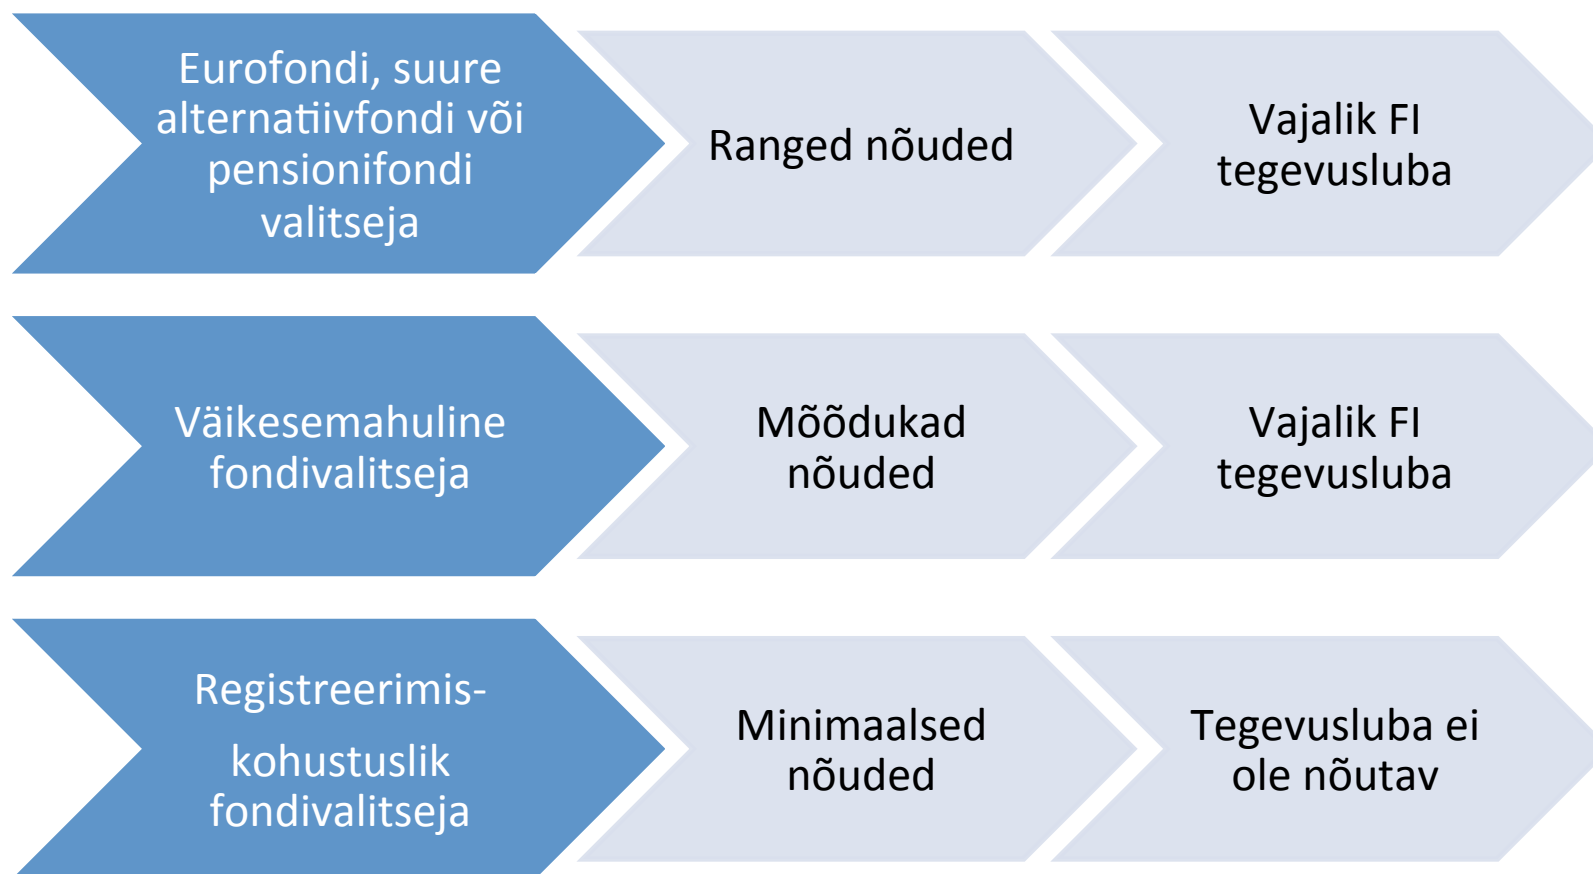 Eurofondi, suure
alternatiivfondi või
pensionifondi
valitseja
Ranged nõuded
Vajalik FI
tegevusluba
Väikesemahuline
fondivalitseja
Mõõdukad
nõuded
Vajalik FI
tegevusluba
Registreerimis-
kohustuslik
fondivalitseja
Minimaalsed
nõuded
Tegevusluba ei
ole nõutav